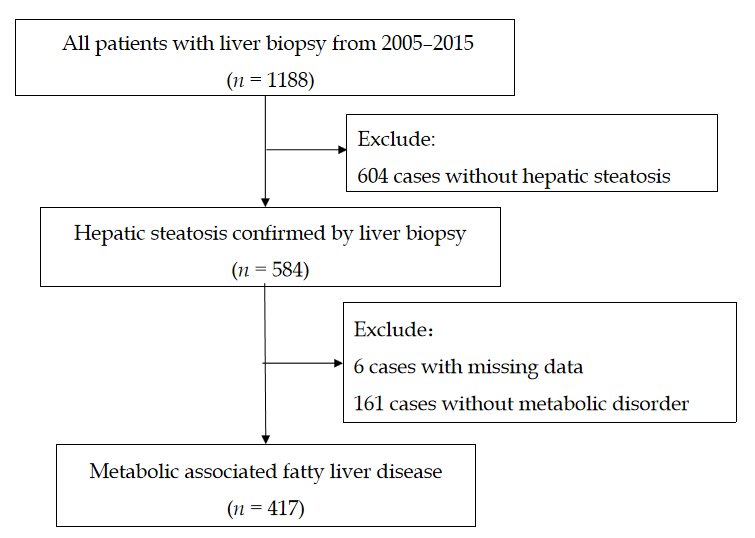 All patients with liver biopsy from 2005–2015
(n = 1188)
Exclude:
604 cases without hepatic steatosis
Hepatic steatosis confirmed by liver biopsy
(n = 584)
Exclude：
6 cases with missing data
161 cases without metabolic disorder
Metabolic associated fatty liver disease
(n = 417)